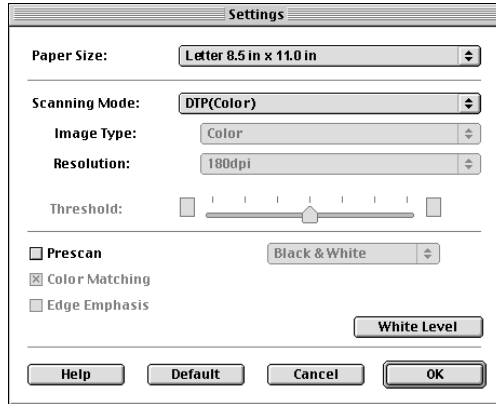 Settings
Paper Size: Letter 8.5 in x 11.0 in
Scanning Mode: DTP(Color)
Image Type: Color
Resolution: 180dpi
Threshold:
Prescan Black & White
Color Matching
Edge Emphasis
White Level
Help Default Cancel OK